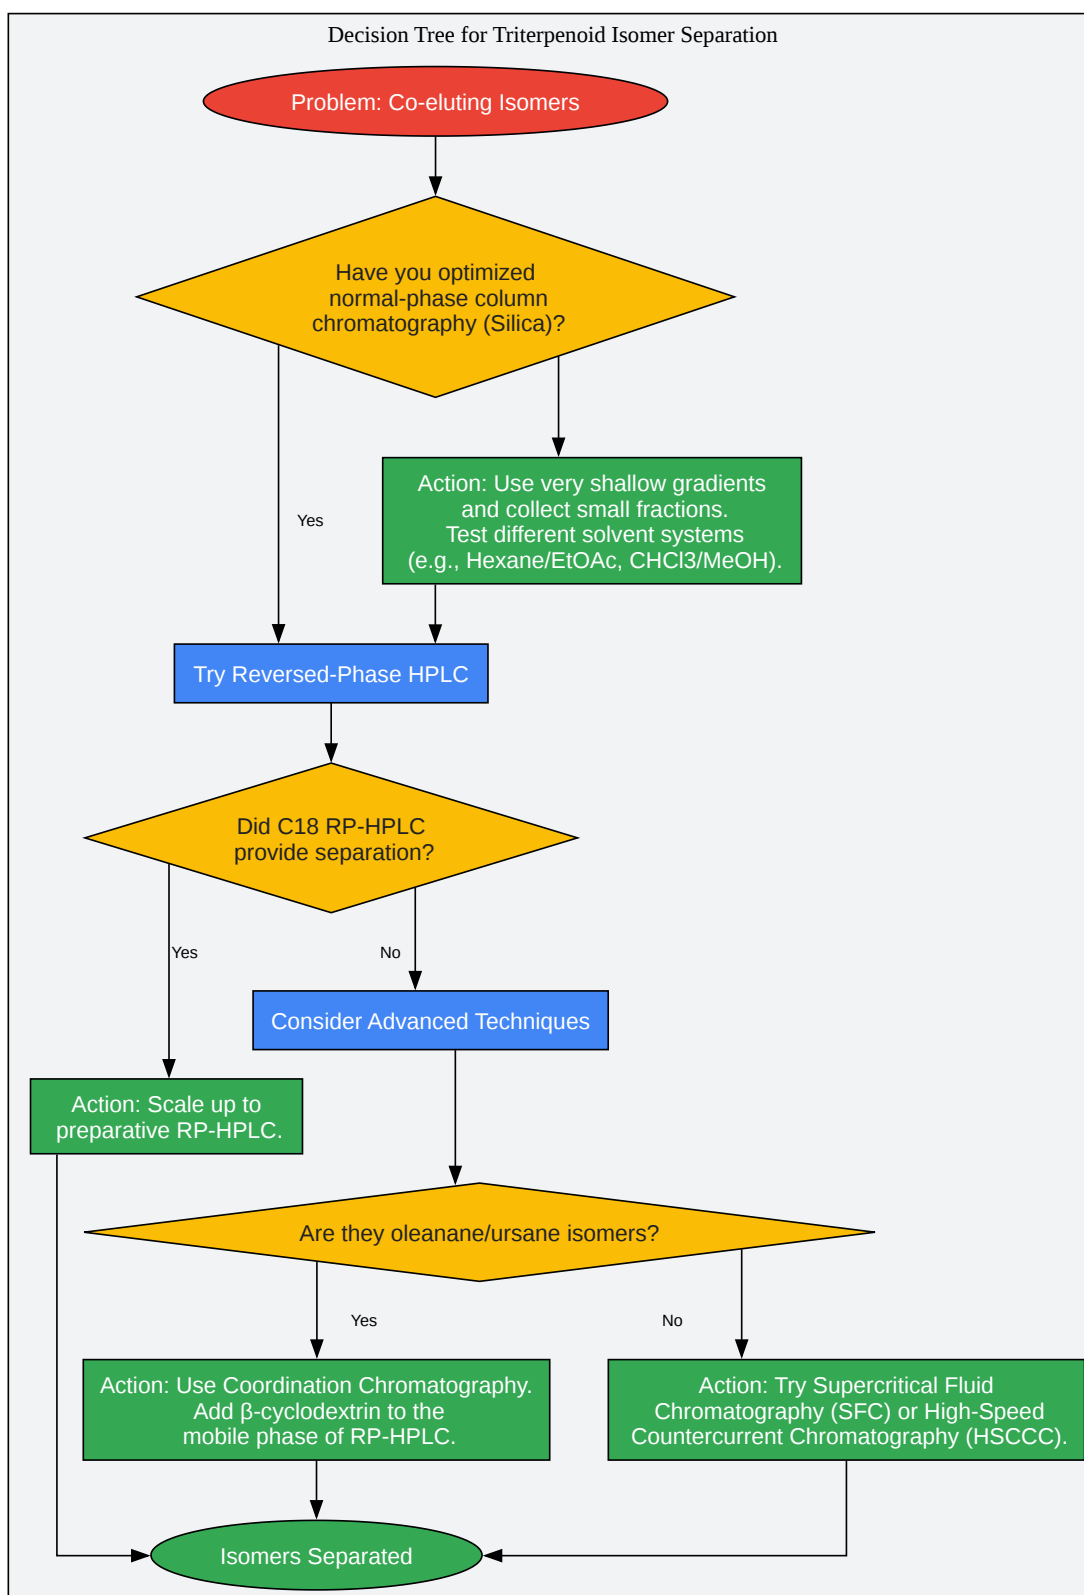 Decision Tree for Triterpenoid Isomer Separation
Problem: Co-eluting Isomers
Have you optimized
normal-phase column
chromatography (Silica)?
Yes
Action: Use very shallow gradients
and collect small fractions.
Test different solvent systems
(e.g., Hexane/EtOAc, CHCl3/MeOH).
Try Reversed-Phase HPLC
Did C18 RP-HPLC
provide separation?
Yes
No
Consider Advanced Techniques
Action: Scale up to
preparative RP-HPLC.
Are they oleanane/ursane isomers?
Yes
No
Action: Use Coordination Chromatography.
Add β-cyclodextrin to the
mobile phase of RP-HPLC.
Action: Try Supercritical Fluid
Chromatography (SFC) or High-Speed
Countercurrent Chromatography (HSCCC).
Isomers Separated